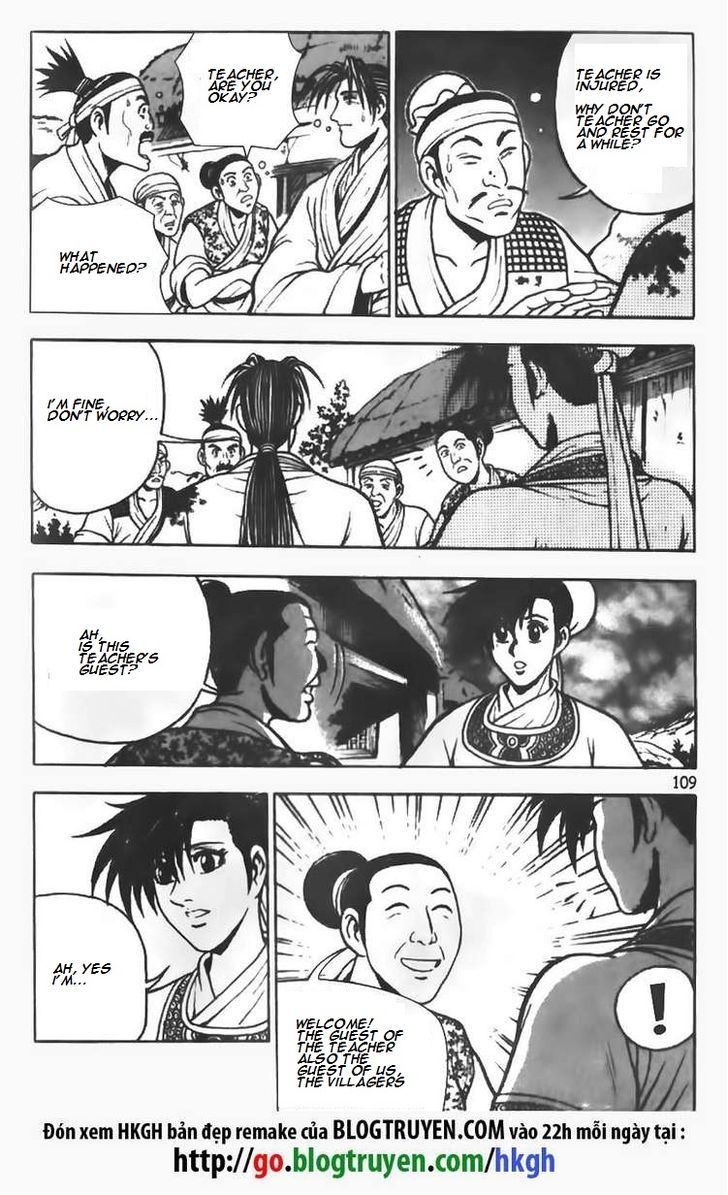 TEACHER,
ARE YOU
OKAY?
WHAT
HAPPENED?
TEACHER IS
INJURED,
WHY DON'T
TEACHER GO
AND REST FOR
A WHILE?
I'M FINE,
DON'T WORRY...
AH,
IS THIS
TEACHER'S
GUEST?
109
AH, YES
I'M...
WELCOME!
THE GUEST OF
THE TEACHER
ALSO THE
GUEST OF US,
THE VILLAGERS
!
Đón xem HKGH bản đẹp remake của BLOGTRUYEN.COM vào 22h mỗi ngày tại :
http://go.blogtruyen.com/hkgh